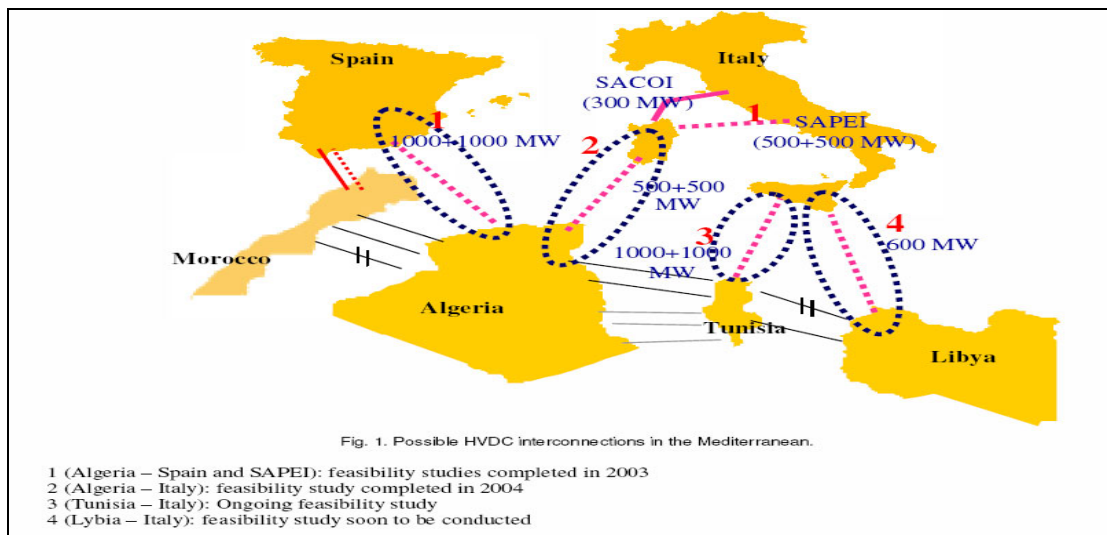 Spain
Italy
SACOI
(300 MW)
1
1
SAPEI
(500+500 MW)
1000+1000 MW
2
500+500
MW
3
4
600 MW
1000+1000
MW
Morocco
Algeria
Tunisia
Libya
Fig. 1. Possible HVDC interconnections in the Mediterranean.
1 (Algeria – Spain and SAPEI): feasibility studies completed in 2003
2 (Algeria – Italy): feasibility study completed in 2004
3 (Tunisia – Italy): Ongoing feasibility study
4 (Lybia – Italy): feasibility study soon to be conducted